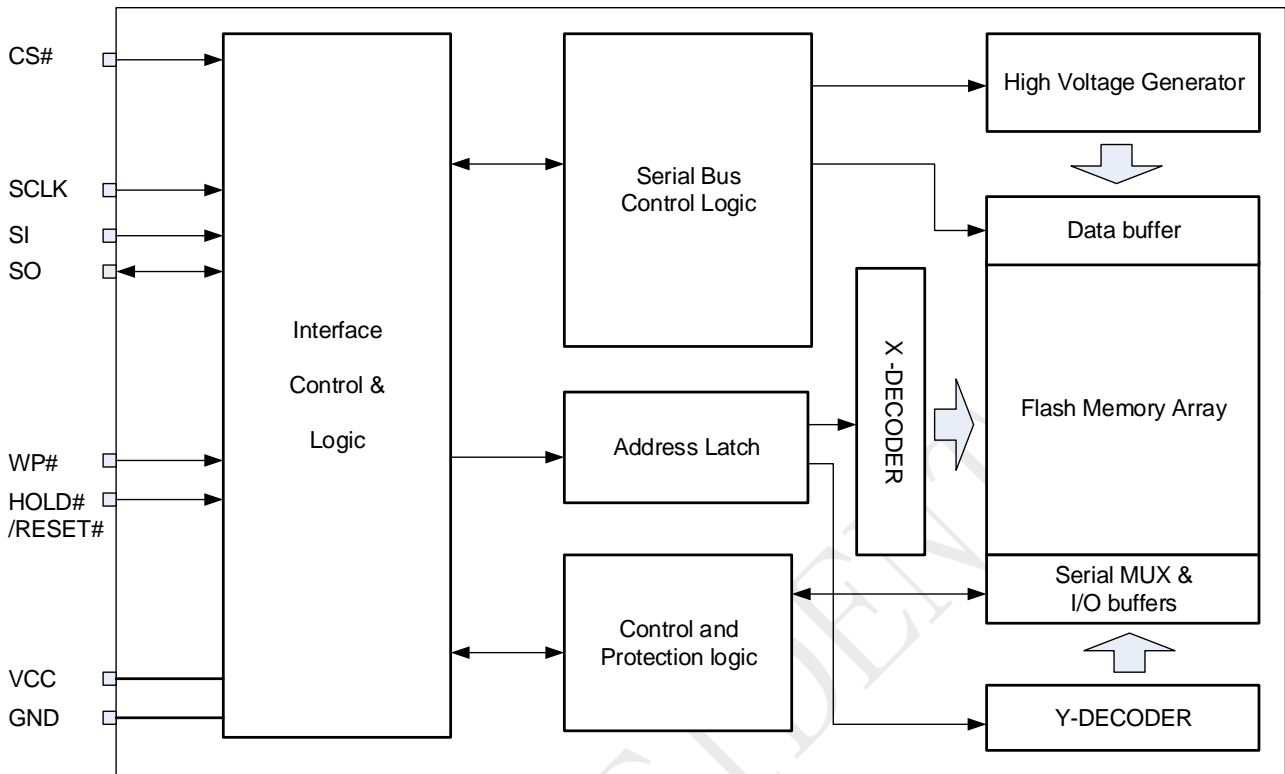 CS#
SCLK
SI
SO
WP#
HOLD#
/RESET#
VCC
GND
Interface
Control &
Logic
Serial Bus
Control Logic
Address Latch
Control and
Protection logic
X -DECODER
High Voltage Generator
Data buffer
Flash Memory Array
Serial MUX &
I/O buffers
Y-DECODER